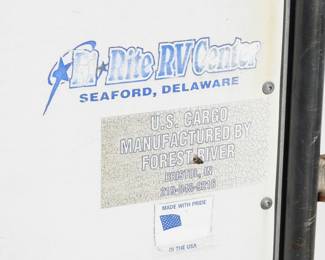 Hi Rite RV Center
SEAFORD, DELAWARE
U.S. CARGO
MANUFACTURED BY
FOREST RIVER
BRISTOL, IN
MADE WITH PRIDE
IN THE USA